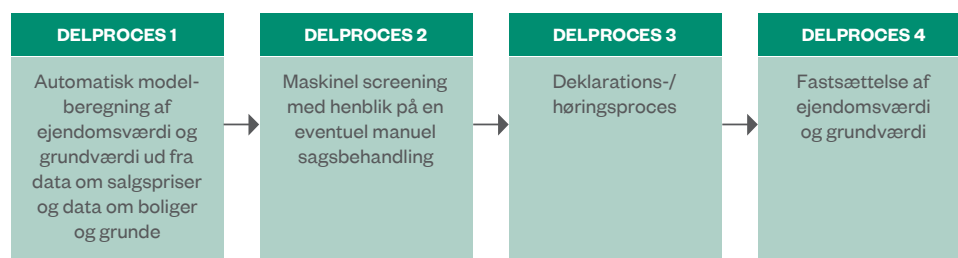 DELPROCES 1
Automatisk model-
beregning af
ejendomsværdi og
grundværdi ud fra
data om salgspriser
og data om boliger
og grunde
DELPROCES 2
Maskinel screening
med henblik på en
eventuel manuel
sagsbehandling
DELPROCES 3
Deklarations-/
høringsproces
DELPROCES 4
Fastsættelse af
ejendomsværdi
og grundværdi